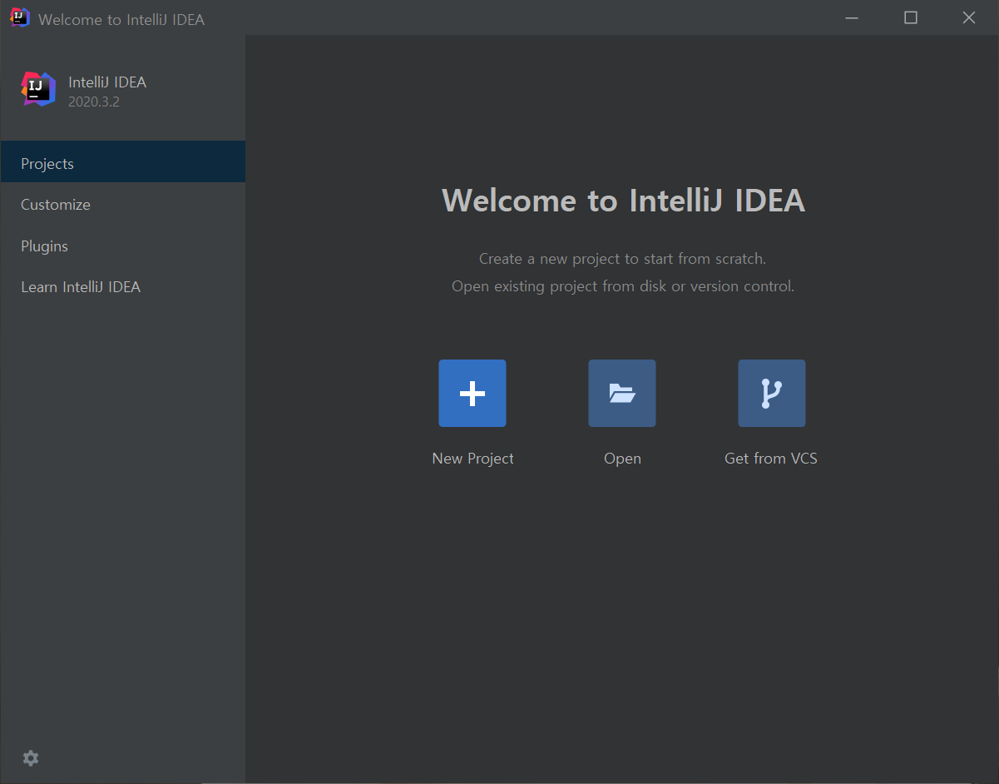 Welcome to IntelliJ IDEA
IJ
IntelliJ IDEA
2020.3.2
Projects
Customize
Plugins
Learn IntelliJ IDEA
Welcome to IntelliJ IDEA
Create a new project to start from scratch.
Open existing project from disk or version control.
New Project
Open
Get from VCS